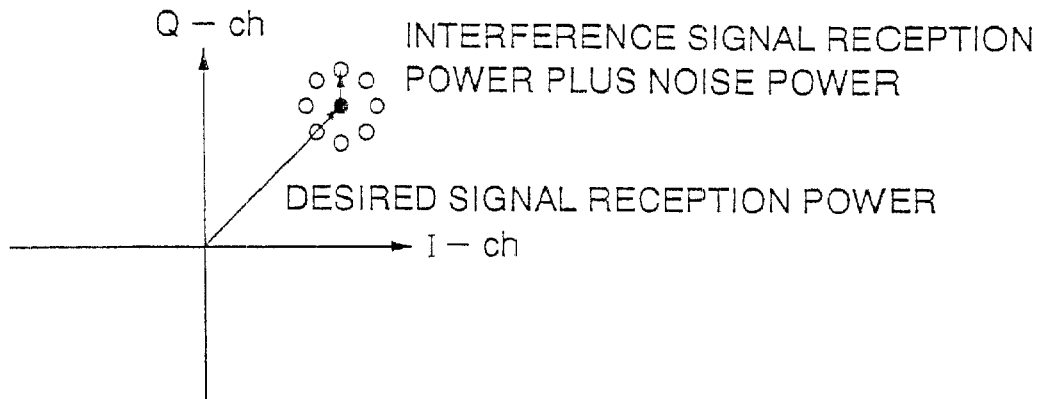 Q – ch
INTERFERENCE SIGNAL RECEPTION
POWER PLUS NOISE POWER
DESIRED SIGNAL RECEPTION POWER
I – ch